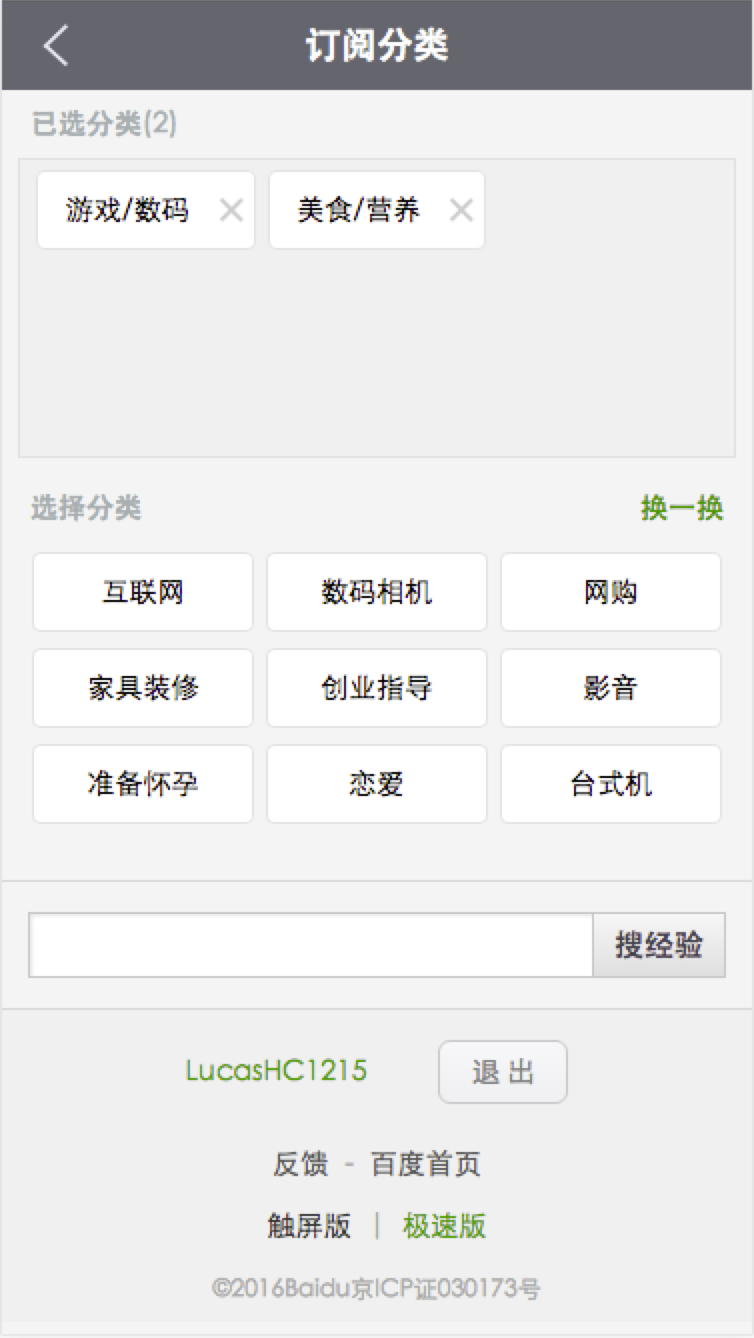 订阅分类
已选分类(2)
游戏/数码 美食/营养
选择分类 换一换
互联网 数码相机 网购
家具装修 创业指导 影音
准备怀孕 恋爱 台式机
搜经验
LucasHC1215 退 出
反馈 - 百度首页
触屏版 | 极速版
©2016Baidu京ICP证030173号